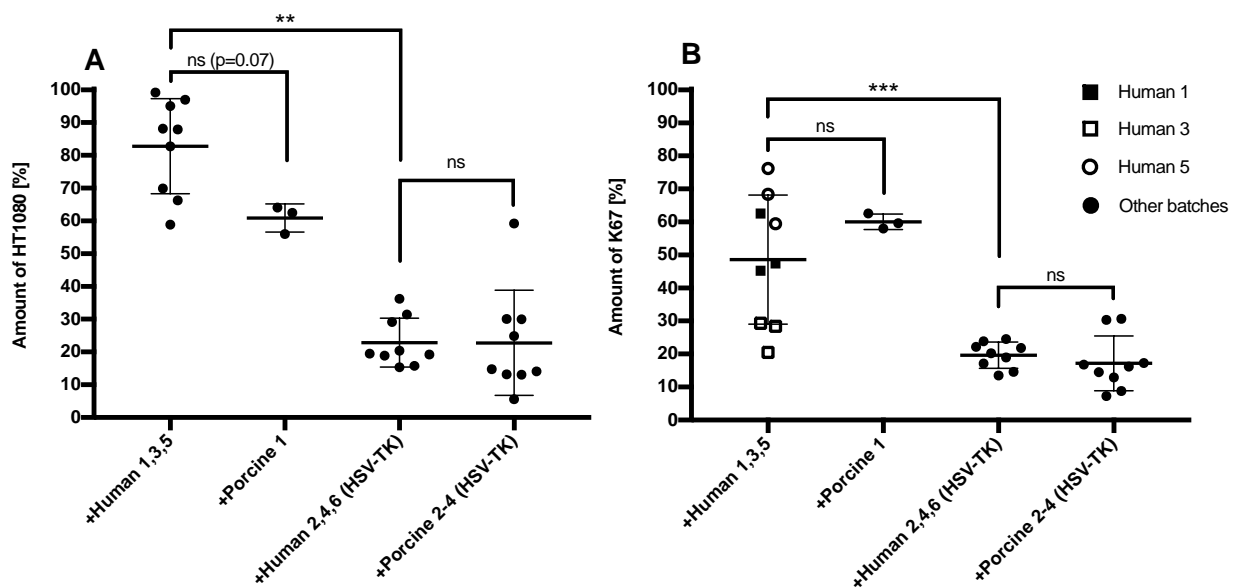 **
ns (p=0.07)
A
100
90
80
70
60
50
40
30
20
10
0
Amount of HT1080 [%]
ns
+Human 1,3,5
+Porcine 1
+Human 2,4,6 (HSV-TK)
+Porcine 2-4 (HSV-TK)
B
***
ns
100
90
80
70
60
50
40
30
20
10
0
Amount of K67 [%]
ns
+Human 1,3,5
+Porcine 1
+Human 2,4,6 (HSV-TK)
+Porcine 2-4 (HSV-TK)
Human 1
Human 3
Human 5
Other batches